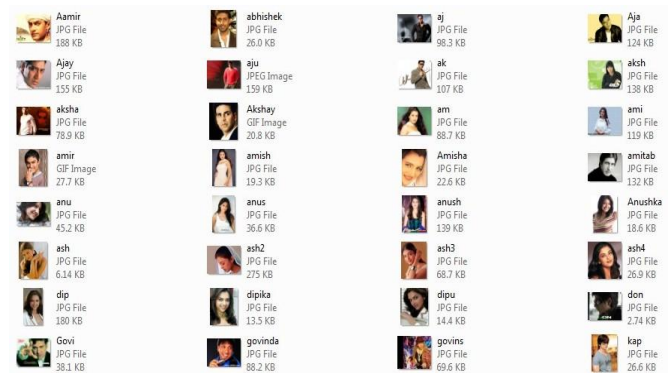 Aamir
JPG File
188 KB
abhishek
JPG File
26.0 KB
aj
JPG File
98.3 KB
Aja
JPG File
124 KB
Ajay
JPG File
155 KB
aju
JPEG Image
159 KB
ak
JPG File
107 KB
aksh
JPG File
138 KB
aksha
JPG File
78.9 KB
Akshay
GIF Image
20.8 KB
am
JPG File
88.7 KB
ami
JPG File
119 KB
amir
GIF Image
27.7 KB
amish
JPG File
19.3 KB
Amisha
JPG File
22.6 KB
amitab
JPG File
132 KB
anu
JPG File
45.2 KB
anus
JPG File
36.6 KB
anush
JPG File
139 KB
Anushka
JPG File
18.6 KB
ash
JPG File
6.14 KB
ash2
JPG File
275 KB
ash3
JPG File
68.7 KB
ash4
JPG File
26.9 KB
dip
JPG File
180 KB
dipika
JPG File
13.5 KB
dipu
JPG File
14.4 KB
don
JPG File
2.74 KB
Govi
JPG File
38.1 KB
govinda
JPG File
88.2 KB
govins
JPG File
69.6 KB
kap
JPG File
26.6 KB